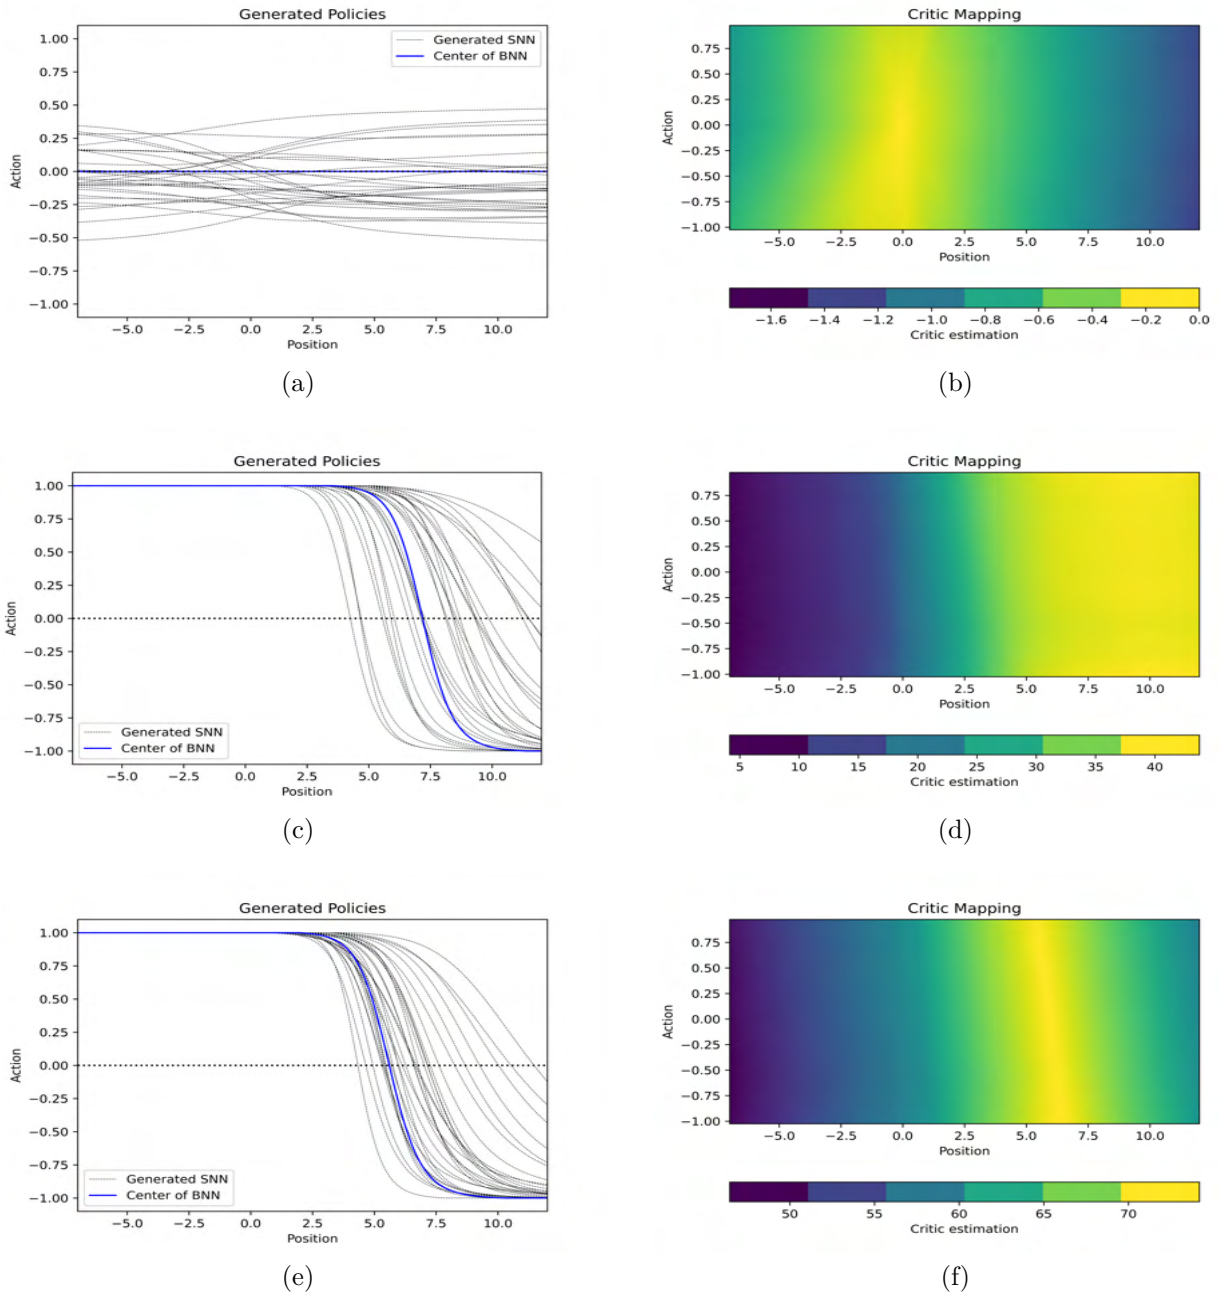 Generated Policies
1.00
0.75
0.50
0.25
0.00
−0.25
−0.50
−0.75
−1.00
Action
Generated SNN
Center of BNN
−5.0 −2.5 0.0 2.5 5.0 7.5 10.0
Position
(a)
Critic Mapping
0.75
0.50
0.25
0.00
−0.25
−0.50
−0.75
−1.00
Action
−5.0 −2.5 0.0 2.5 5.0 7.5 10.0
Position
−1.6 −1.4 −1.2 −1.0 −0.8 −0.6 −0.4 −0.2 0.0
Critic estimation
(b)
Generated Policies
1.00
0.75
0.50
0.25
0.00
−0.25
−0.50
−0.75
−1.00
Action
Generated SNN
Center of BNN
−5.0 −2.5 0.0 2.5 5.0 7.5 10.0
Position
(c)
Critic Mapping
0.75
0.50
0.25
0.00
−0.25
−0.50
−0.75
−1.00
Action
−5.0 −2.5 0.0 2.5 5.0 7.5 10.0
Position
5 10 15 20 25 30 35 40
Critic estimation
(d)
Generated Policies
1.00
0.75
0.50
0.25
0.00
−0.25
−0.50
−0.75
−1.00
Action
Generated SNN
Center of BNN
−5.0 −2.5 0.0 2.5 5.0 7.5 10.0
Position
(e)
Critic Mapping
0.75
0.50
0.25
0.00
−0.25
−0.50
−0.75
−1.00
Action
−5.0 −2.5 0.0 2.5 5.0 7.5 10.0
Position
50 55 60 65 70
Critic estimation
(f)